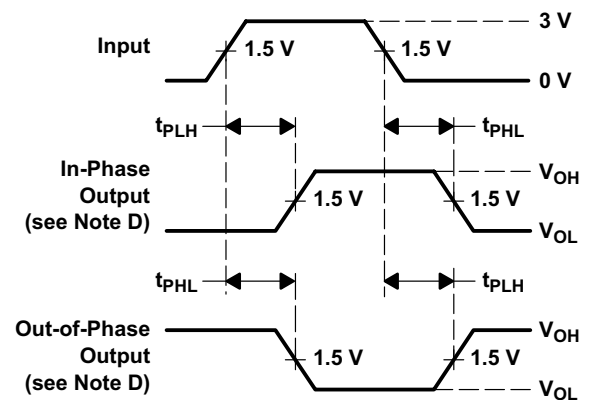 3 V
Input
1.5 V
1.5 V
0 V
tPLH
tPHL
In-Phase
Output
(see Note D)
VOH
1.5 V
1.5 V
VOL
tPHL
tPLH
Out-of-Phase
Output
(see Note D)
VOH
1.5 V
1.5 V
VOL